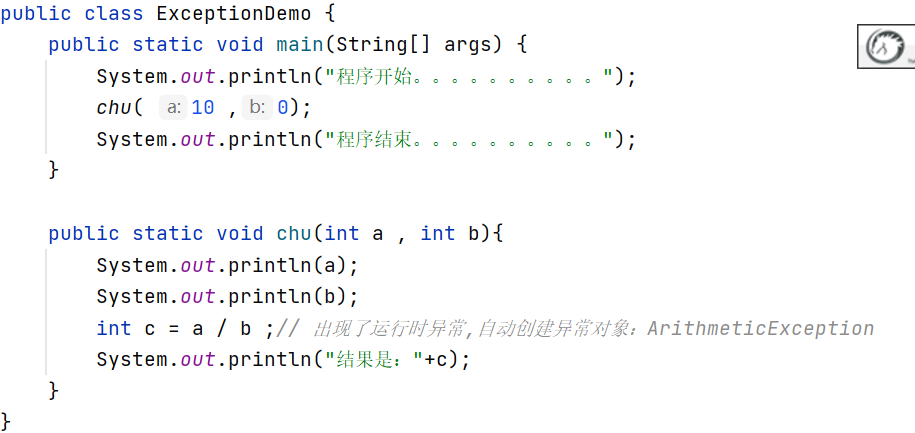 public class ExceptionDemo {
public static void main(String[] args) {
System.out.println("程序开始。。。。。。。。。。");
chu( a: 10 , b: 0);
System.out.println("程序结束。。。。。。。。。。");
}
public static void chu(int a , int b){
System.out.println(a);
System.out.println(b);
int c = a / b ;// 出现了运行时异常,自动创建异常对象：ArithmeticException
System.out.println("结果是："+c);
}
}